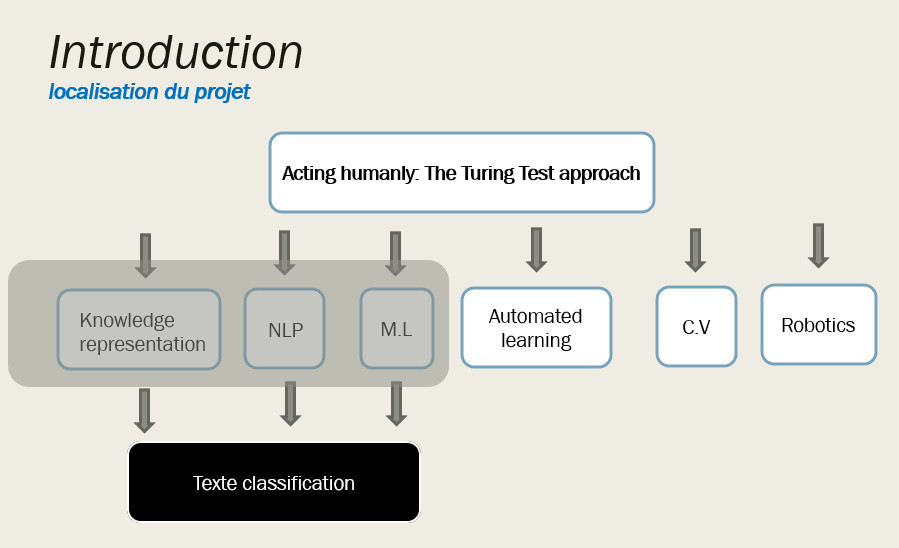 Introduction
localisation du projet
Acting humanly: The Turing Test approach
Knowledge
representation
NLP
M.L
Automated
learning
C.V
Robotics
Texte classification